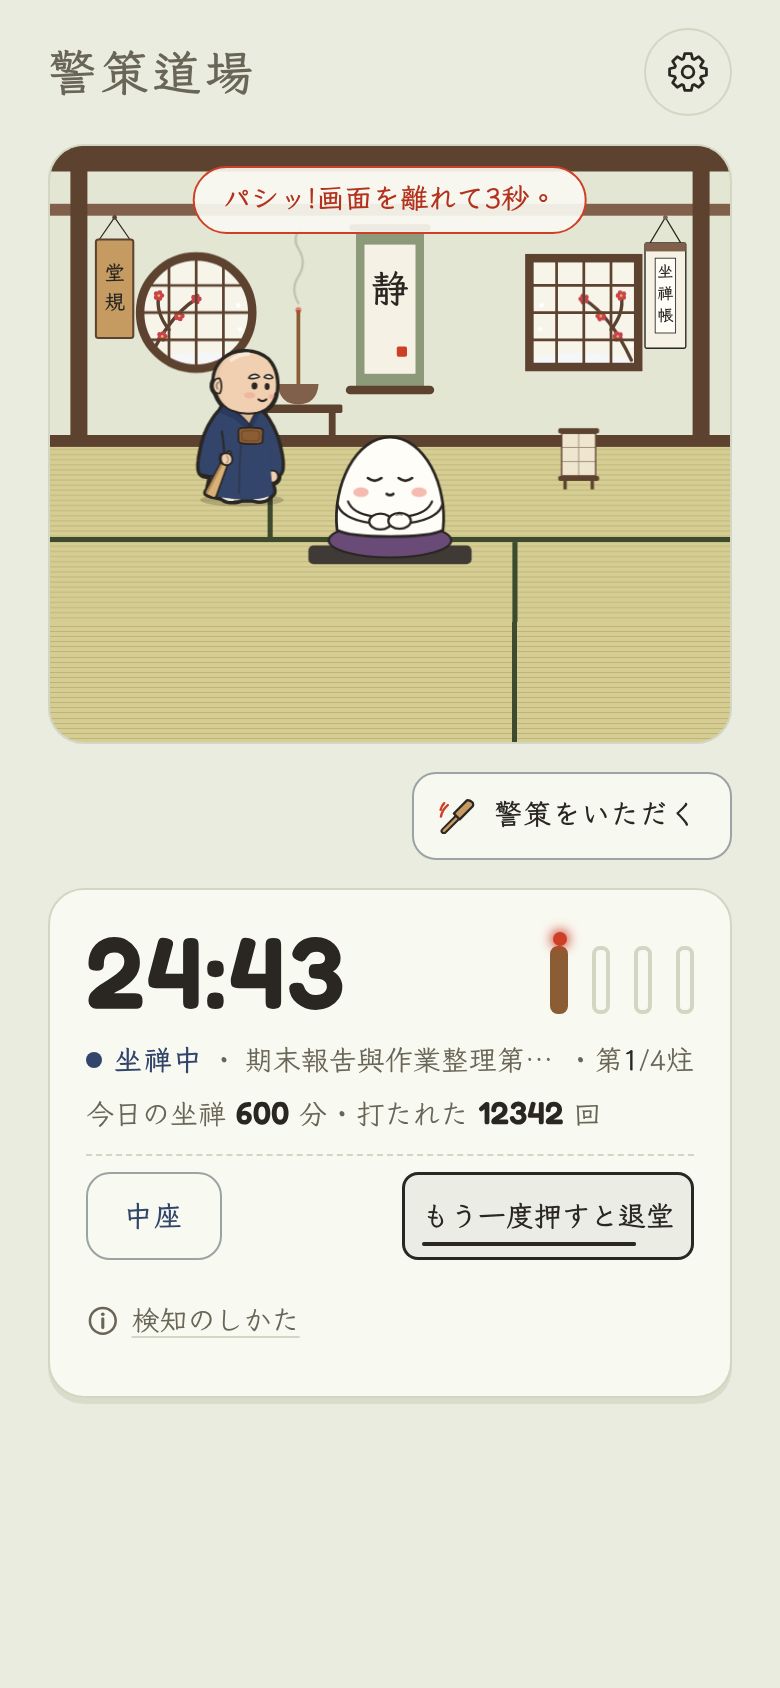 警策道場
パシッ!画面を離れて3秒。
堂規
静
坐禅帳
警策をいただく
24:43
坐禅中 ・ 期末報告與作業整理第… ・第1/4炷
今日の坐禅 600 分・打たれた 12342 回
中座
もう一度押すと退堂
検知のしかた